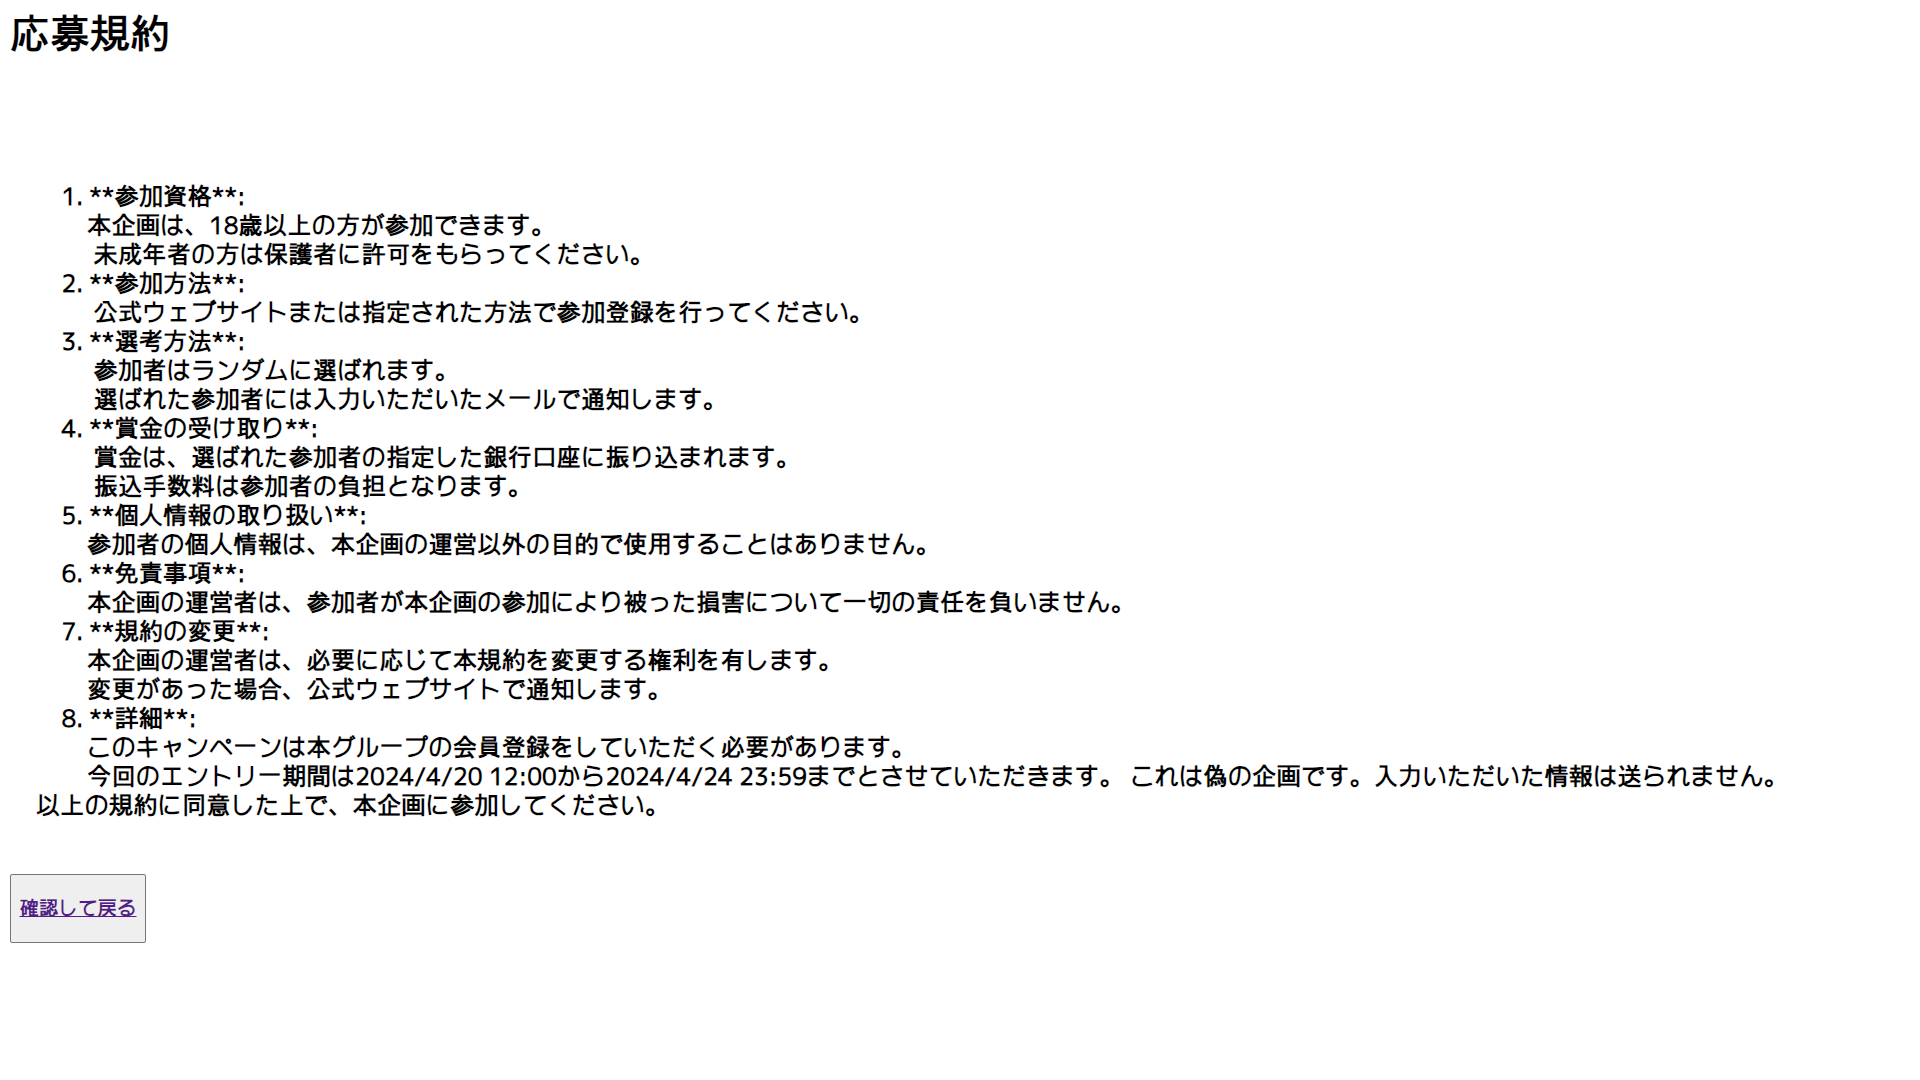 応募規約
1. **参加資格**:
本企画は、18歳以上の方が参加できます。
未成年者の方は保護者に許可をもらってください。
2. **参加方法**:
公式ウェブサイトまたは指定された方法で参加登録を行ってください。
3. **選考方法**:
参加者はランダムに選ばれます。
選ばれた参加者には入力いただいたメールで通知します。
4. **賞金の受け取り**:
賞金は、選ばれた参加者の指定した銀行口座に振り込まれます。
振込手数料は参加者の負担となります。
5. **個人情報の取り扱い**:
参加者の個人情報は、本企画の運営以外の目的で使用することはありません。
6. **免責事項**:
本企画の運営者は、参加者が本企画の参加により被った損害について一切の責任を負いません。
7. **規約の変更**:
本企画の運営者は、必要に応じて本規約を変更する権利を有します。
変更があった場合、公式ウェブサイトで通知します。
8. **詳細**:
このキャンペーンは本グループの会員登録をしていただく必要があります。
今回のエントリー期間は2024/4/20 12:00から2024/4/24 23:59までとさせていただきます。 これは偽の企画です。入力いただいた情報は送られません。
以上の規約に同意した上で、本企画に参加してください。
確認して戻る